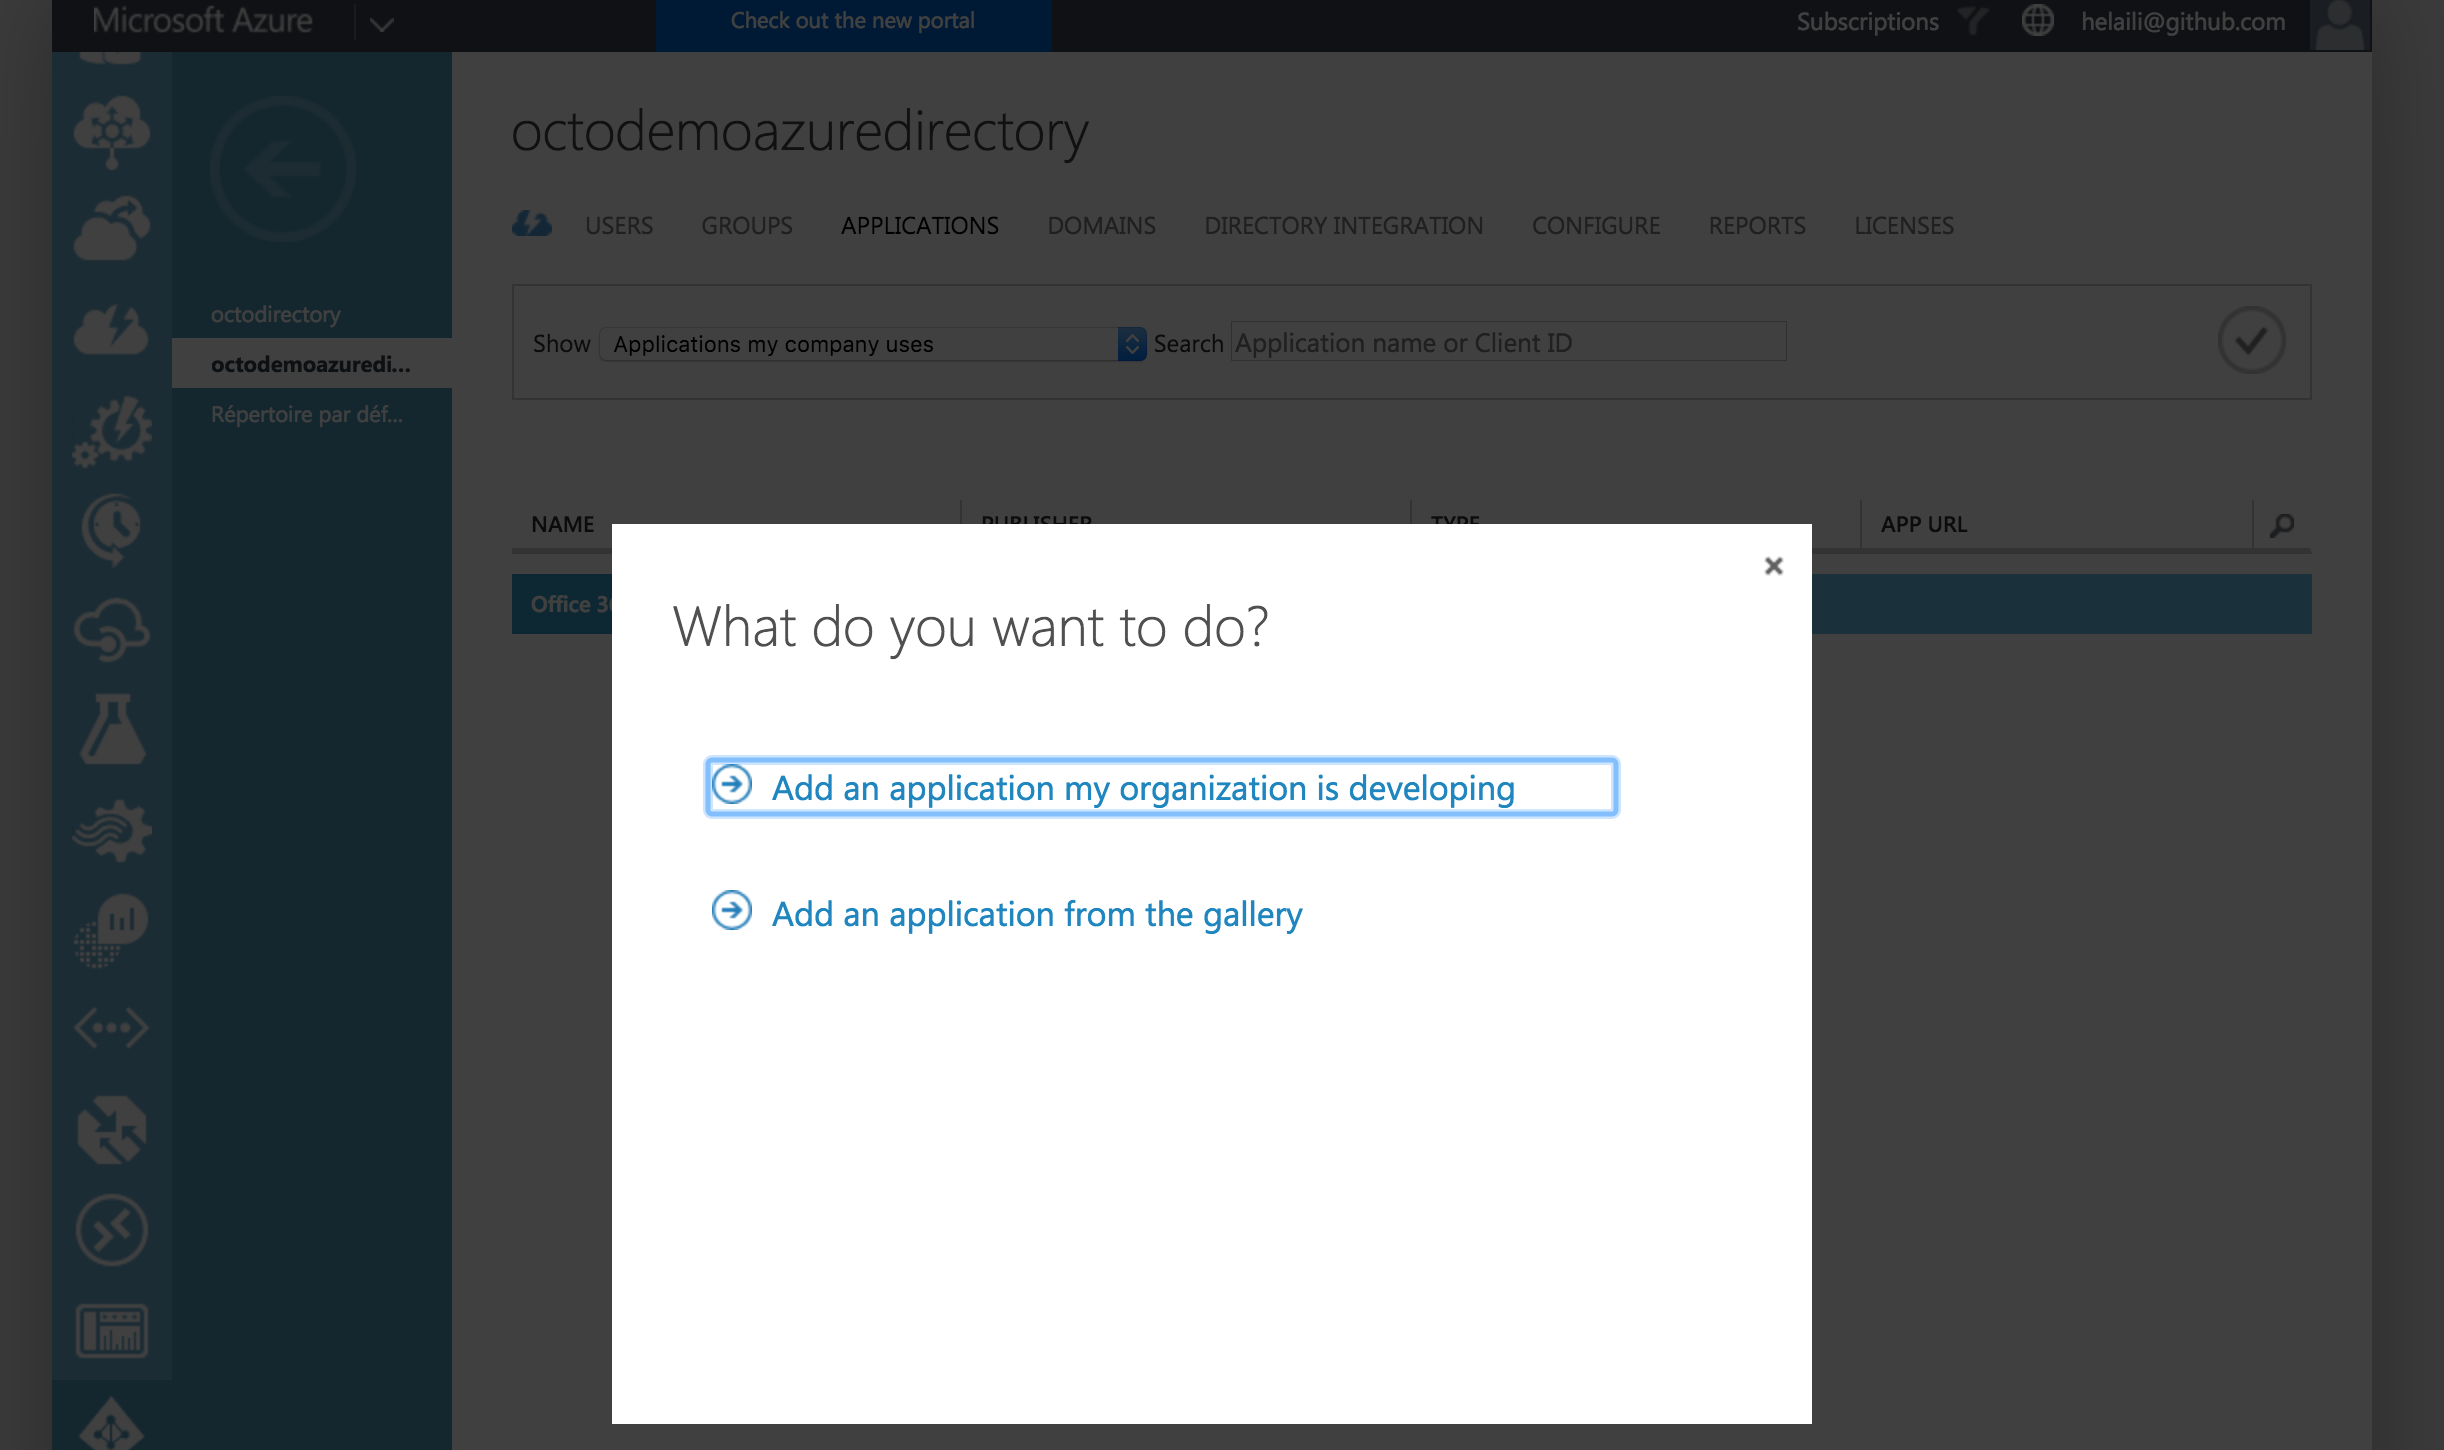 Microsoft Azure
Check out the new portal
Subscriptions
helaili@github.com
octodemoazuredirectory
USERS GROUPS APPLICATIONS DOMAINS DIRECTORY INTEGRATION CONFIGURE REPORTS LICENSES
octodirectory
octodemoazuredi...
Répertoire par déf...
Show Applications my company uses Search Application name or Client ID
NAME PUBLISHER TYPE APP URL
Office
What do you want to do?
Add an application my organization is developing
Add an application from the gallery